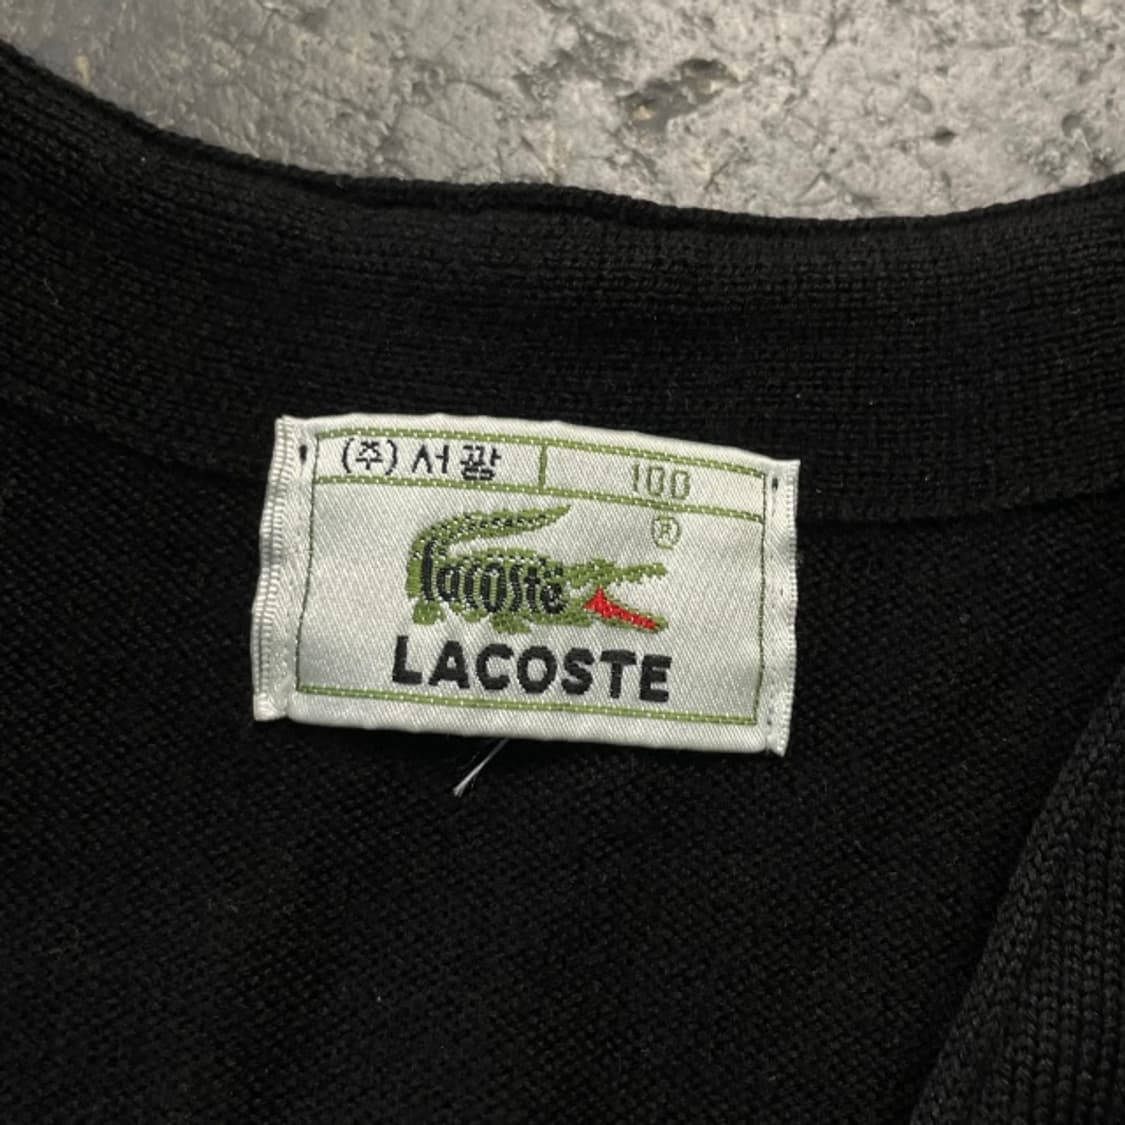 (주) 서광 100
®
lacoste
LACOSTE